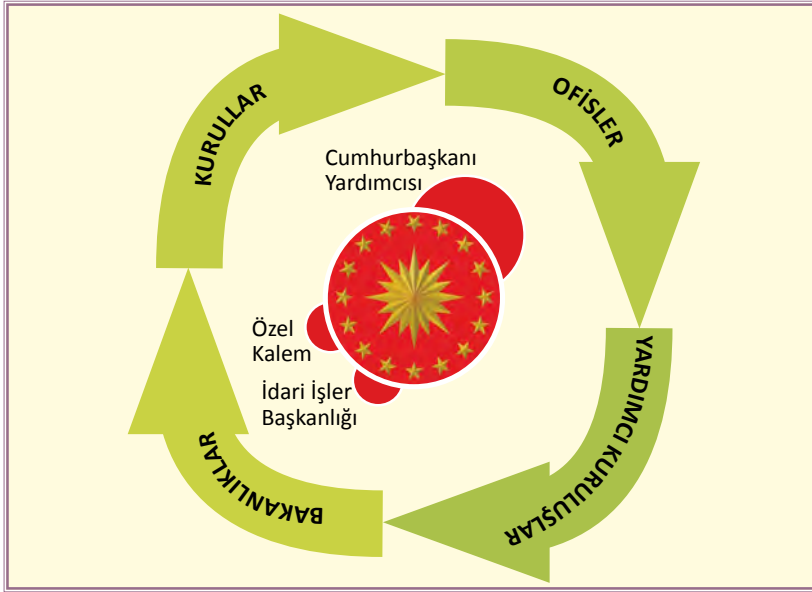 KURULLAR
OFİSLER
Cumhurbaşkanı
Yardımcısı
Özel
Kalem
İdari İşler
Başkanlığı
YARDIMCI KURULUŞLAR
BAKANLIKLAR